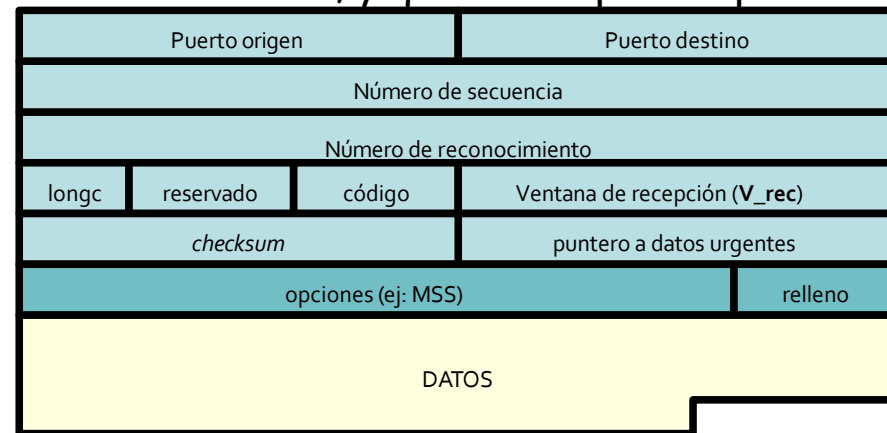 Puerto origen Puerto destino
Número de secuencia
Número de reconocimiento
longc reservado código Ventana de recepción (V_rec)
checksum puntero a datos urgentes
opciones (ej: MSS) relleno
DATOS